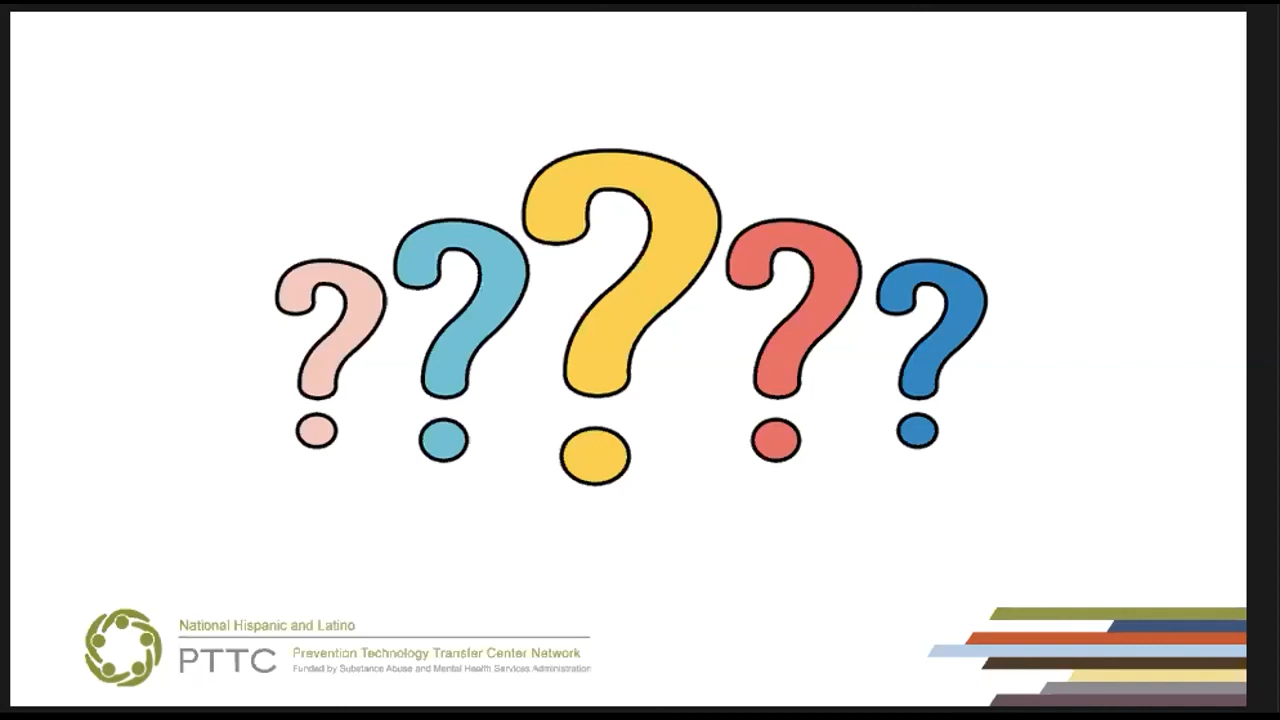 ? ? ? ? ?
National Hispanic and Latino
PTTC Prevention Technology Transfer Center Network
Funded by Substance Abuse and Mental Health Services Administration